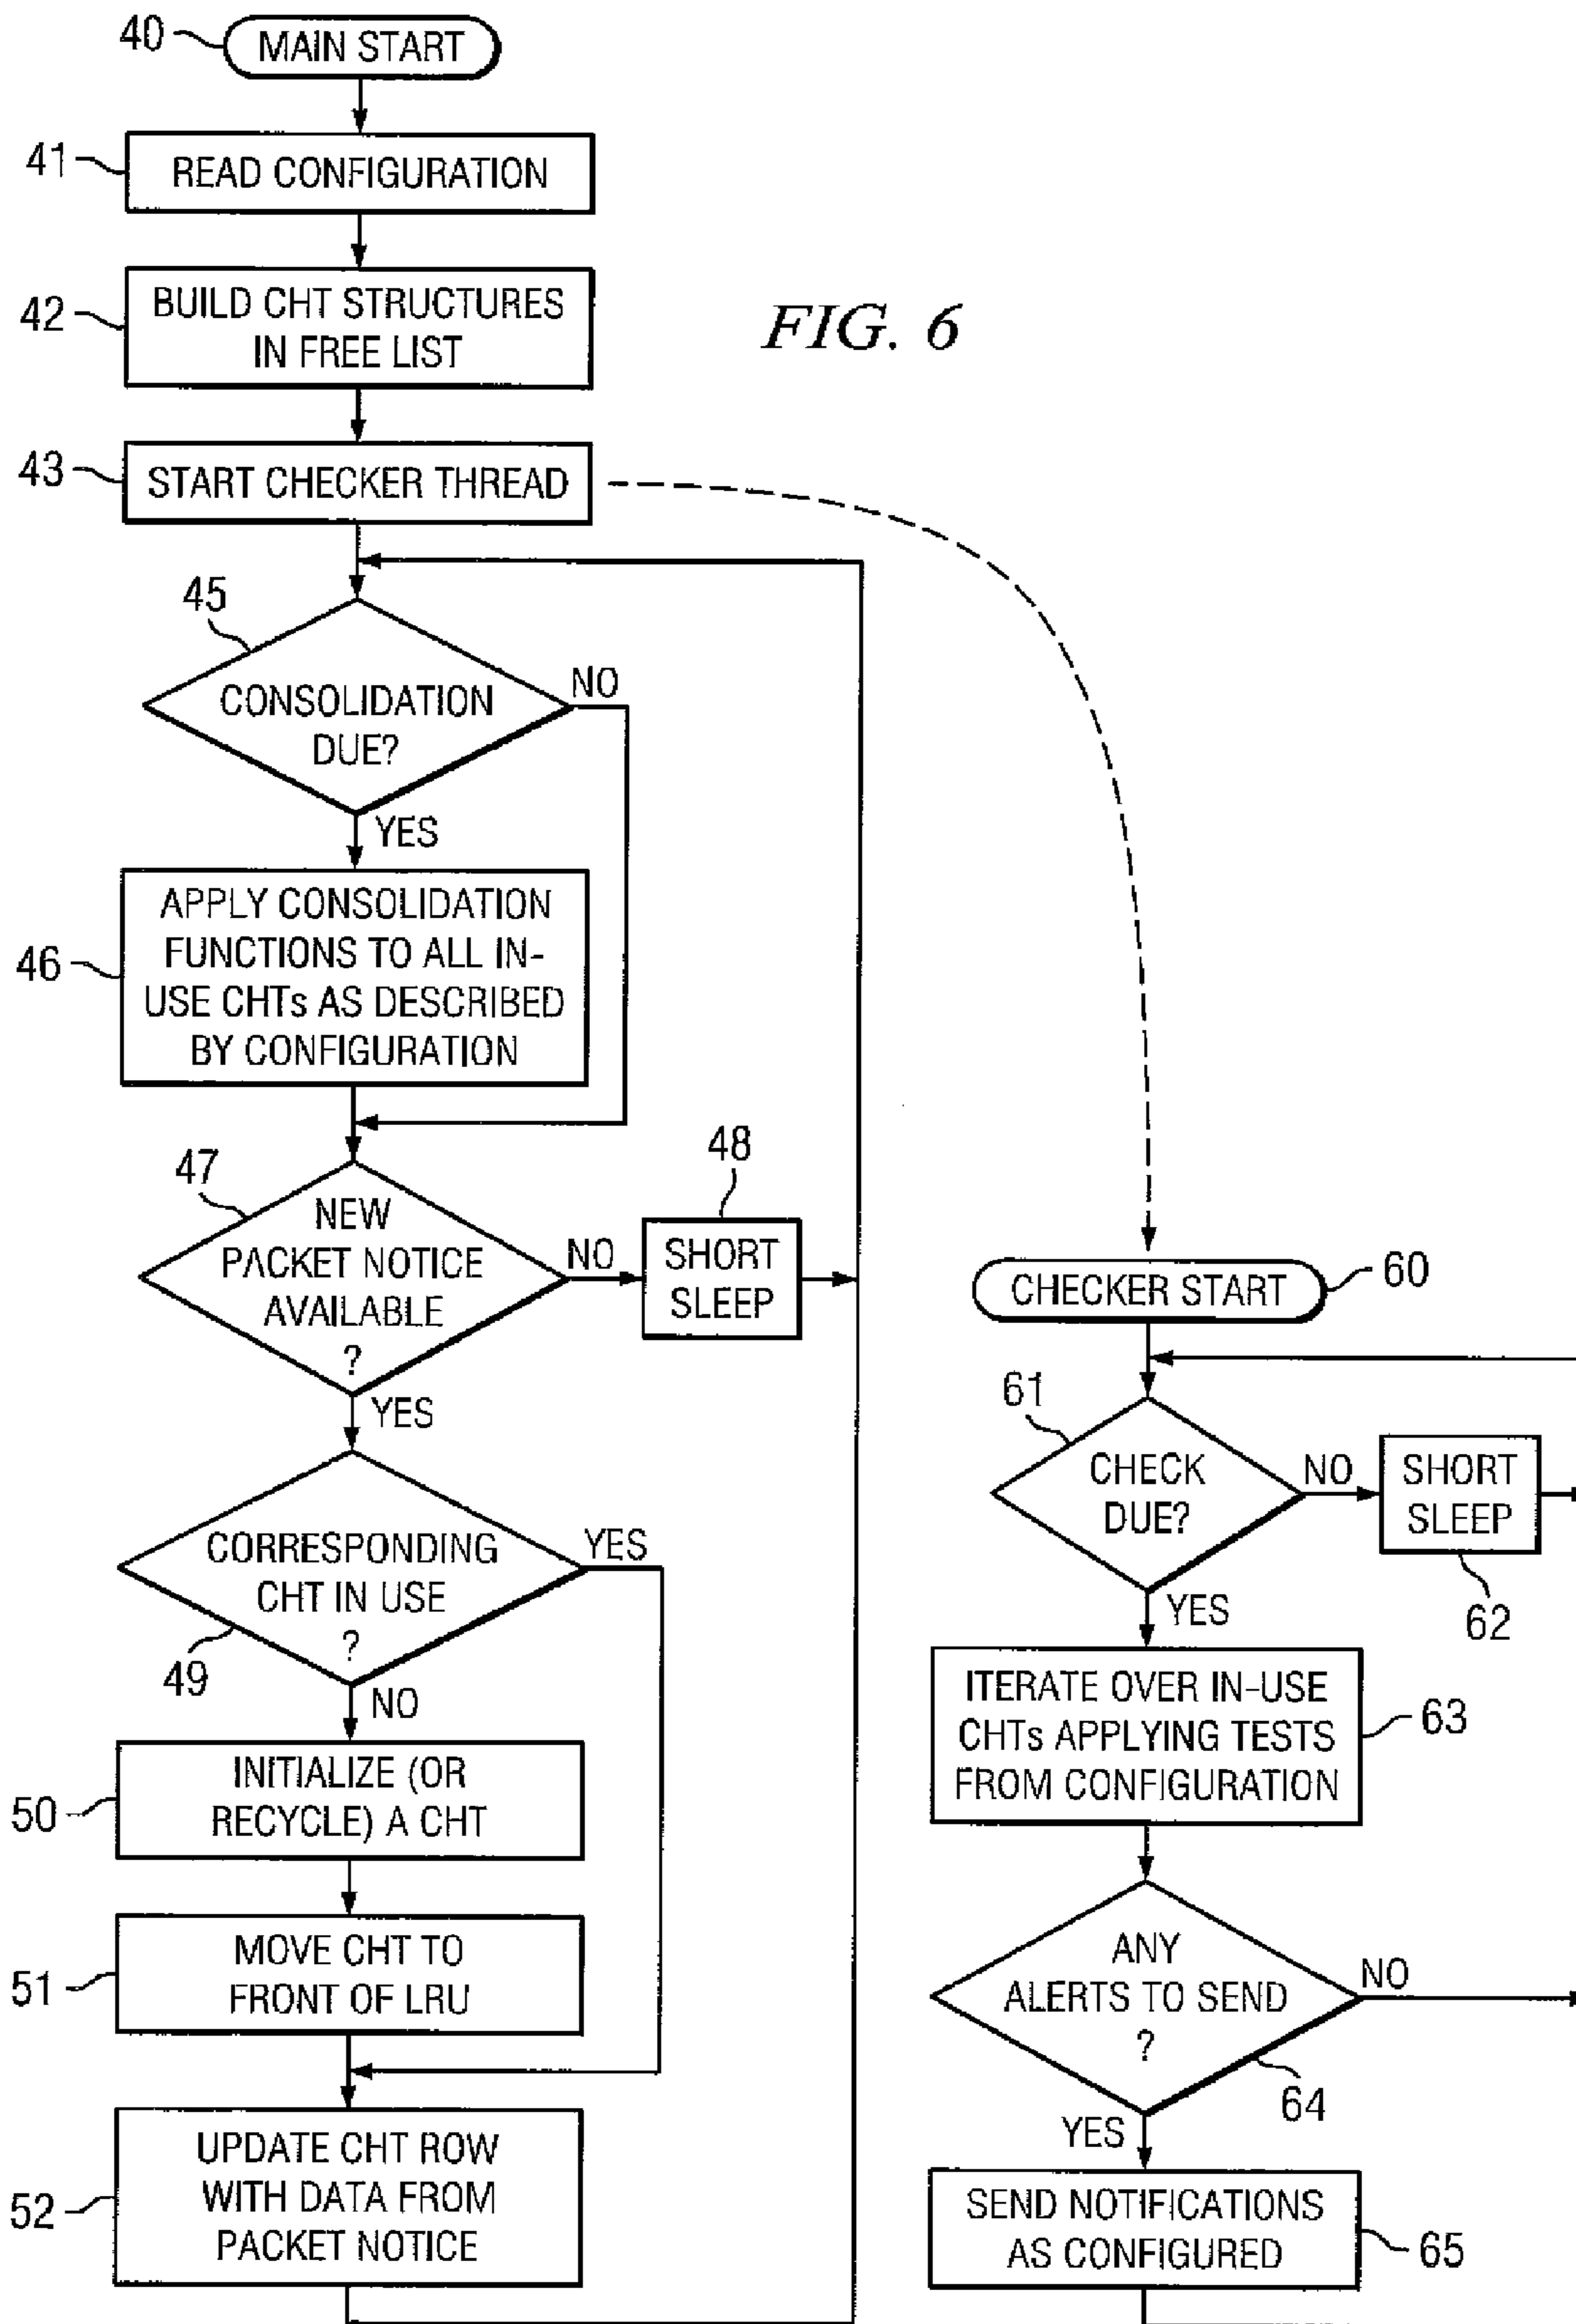 40
MAIN START
41
READ CONFIGURATION
42
BUILD CHT STRUCTURES
IN FREE LIST
FIG. 6
43
START CHECKER THREAD
45
CONSOLIDATION
DUE?
NO
YES
46
APPLY CONSOLIDATION
FUNCTIONS TO ALL IN-
USE CHTs AS DESCRIBED
BY CONFIGURATION
47
NEW
PACKET NOTICE
AVAILABLE
?
NO
48
SHORT
SLEEP
YES
49
CORRESPONDING
CHT IN USE
?
YES
NO
50
INITIALIZE (OR
RECYCLE) A CHT
51
MOVE CHT TO
FRONT OF LRU
52
UPDATE CHT ROW
WITH DATA FROM
PACKET NOTICE
CHECKER START
60
61
CHECK
DUE?
NO
SHORT
SLEEP
62
YES
ITERATE OVER IN-USE
CHTs APPLYING TESTS
FROM CONFIGURATION
63
ANY
ALERTS TO SEND
?
NO
64
YES
SEND NOTIFICATIONS
AS CONFIGURED
65